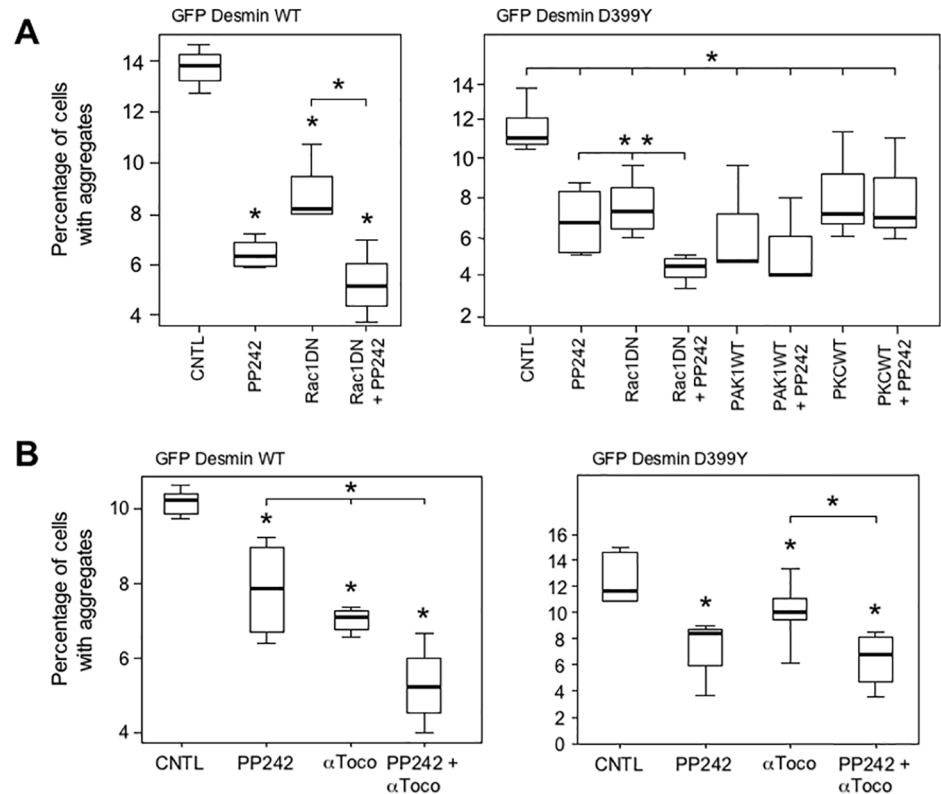 A
GFP Desmin WT
GFP Desmin D399Y
Percentage of cells
with aggregates
14
12
10
8
6
4
*
*
*
*
CNTL
PP242
Rac1DN
Rac1DN
+ PP242
14
12
10
8
6
4
2
*
* *
CNTL
PP242
Rac1DN
Rac1DN
+ PP242
PAK1WT
PAK1WT
+ PP242
PKCWT
PKCWT
+ PP242
B
GFP Desmin WT
GFP Desmin D399Y
Percentage of cells
with aggregates
10
8
6
4
*
*
*
*
CNTL
PP242
αToco
PP242 +
αToco
16
14
12
10
8
6
4
2
0
*
*
*
*
CNTL
PP242
αToco
PP242 +
αToco